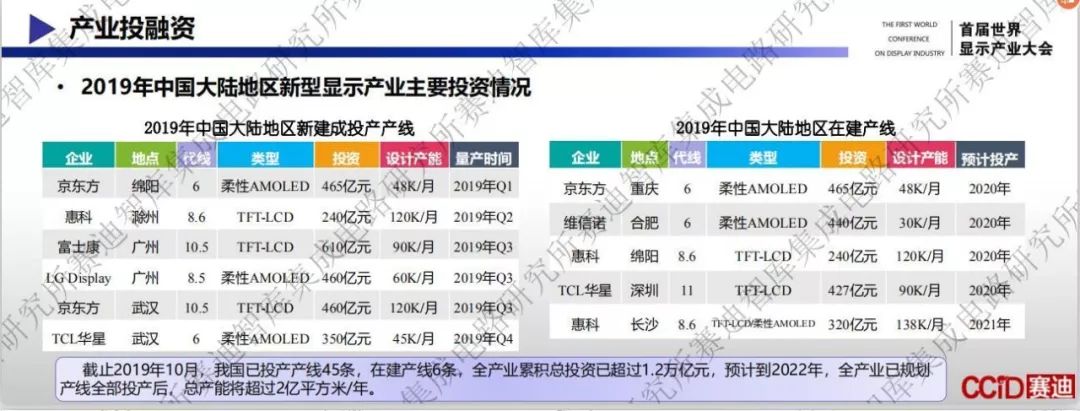 产业投融资
THE FIRST WORLD
CONFERENCE
ON DISPLAY INDUSTRY
首届世界
显示产业大会
• 2019年中国大陆地区新型显示产业主要投资情况
2019年中国大陆地区新建成投产产线
企业 地点 代线 类型 投资 设计产能 量产时间
京东方 绵阳 6 柔性AMOLED 465亿元 48K/月 2019年Q1
惠科 滁州 8.6 TFT-LCD 240亿元 120K/月 2019年Q2
富士康 广州 10.5 TFT-LCD 610亿元 90K/月 2019年Q3
LG Display 广州 8.5 柔性AMOLED 460亿元 60K/月 2019年Q3
京东方 武汉 10.5 TFT-LCD 460亿元 120K/月 2019年Q3
TCL华星 武汉 6 柔性AMOLED 350亿元 45K/月 2019年Q4
2019年中国大陆地区在建产线
企业 地点 代线 类型 投资 设计产能 预计投产
京东方 重庆 6 柔性AMOLED 465亿元 48K/月 2020年
维信诺 合肥 6 柔性AMOLED 440亿元 30K/月 2020年
惠科 绵阳 8.6 TFT-LCD 240亿元 120K/月 2020年
TCL华星 深圳 11 TFT-LCD 427亿元 90K/月 2020年
惠科 长沙 8.6 TFT-LCD/柔性AMOLED 320亿元 138K/月 2021年
截止2019年10月，我国已投产产线45条，在建产线6条，全产业累积总投资已超过1.2万亿元，预计到2022年，全产业已规划
产线全部投产后，总产能将超过2亿平方米/年。
CCID赛迪
赛迪智库集成电路研究所